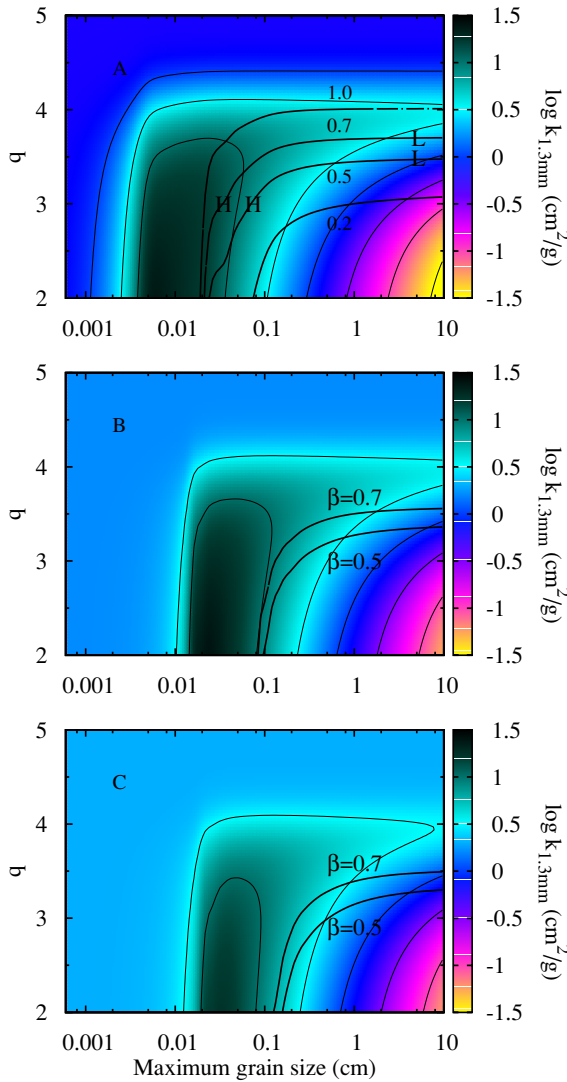 5
4
3
2
q
A
1.0
0.7
L
L
0.5
H H
0.2
0.001 0.01 0.1 1 10
1.5
1
0.5
0
-0.5
-1
-1.5
log k1.3mm (cm2/g)
5
4
3
2
q
B
β=0.7
β=0.5
0.001 0.01 0.1 1 10
1.5
1
0.5
0
-0.5
-1
-1.5
log k1.3mm (cm2/g)
5
4
3
2
q
C
β=0.7
β=0.5
0.001 0.01 0.1 1 10
Maximum grain size (cm)
1.5
1
0.5
0
-0.5
-1
-1.5
log k1.3mm (cm2/g)